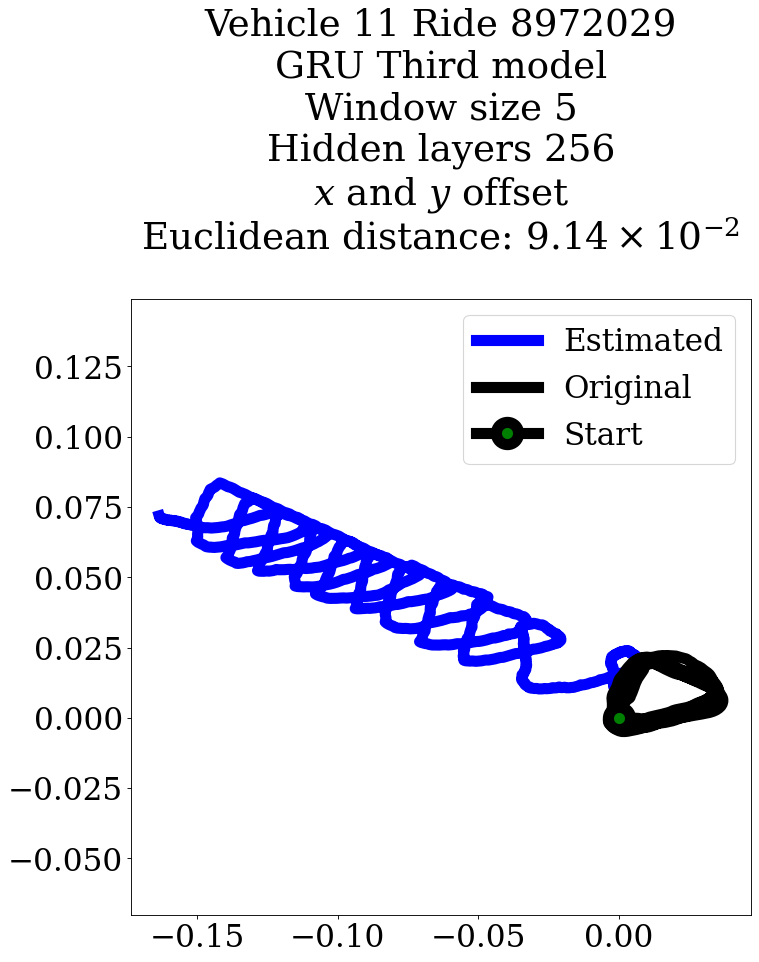 Vehicle 11 Ride 8972029
GRU Third model
Window size 5
Hidden layers 256
x and y offset
Euclidean distance: 9.14 × 10⁻²
Estimated
Original
Start
0.125
0.100
0.075
0.050
0.025
0.000
−0.025
−0.050
−0.15 −0.10 −0.05 0.00